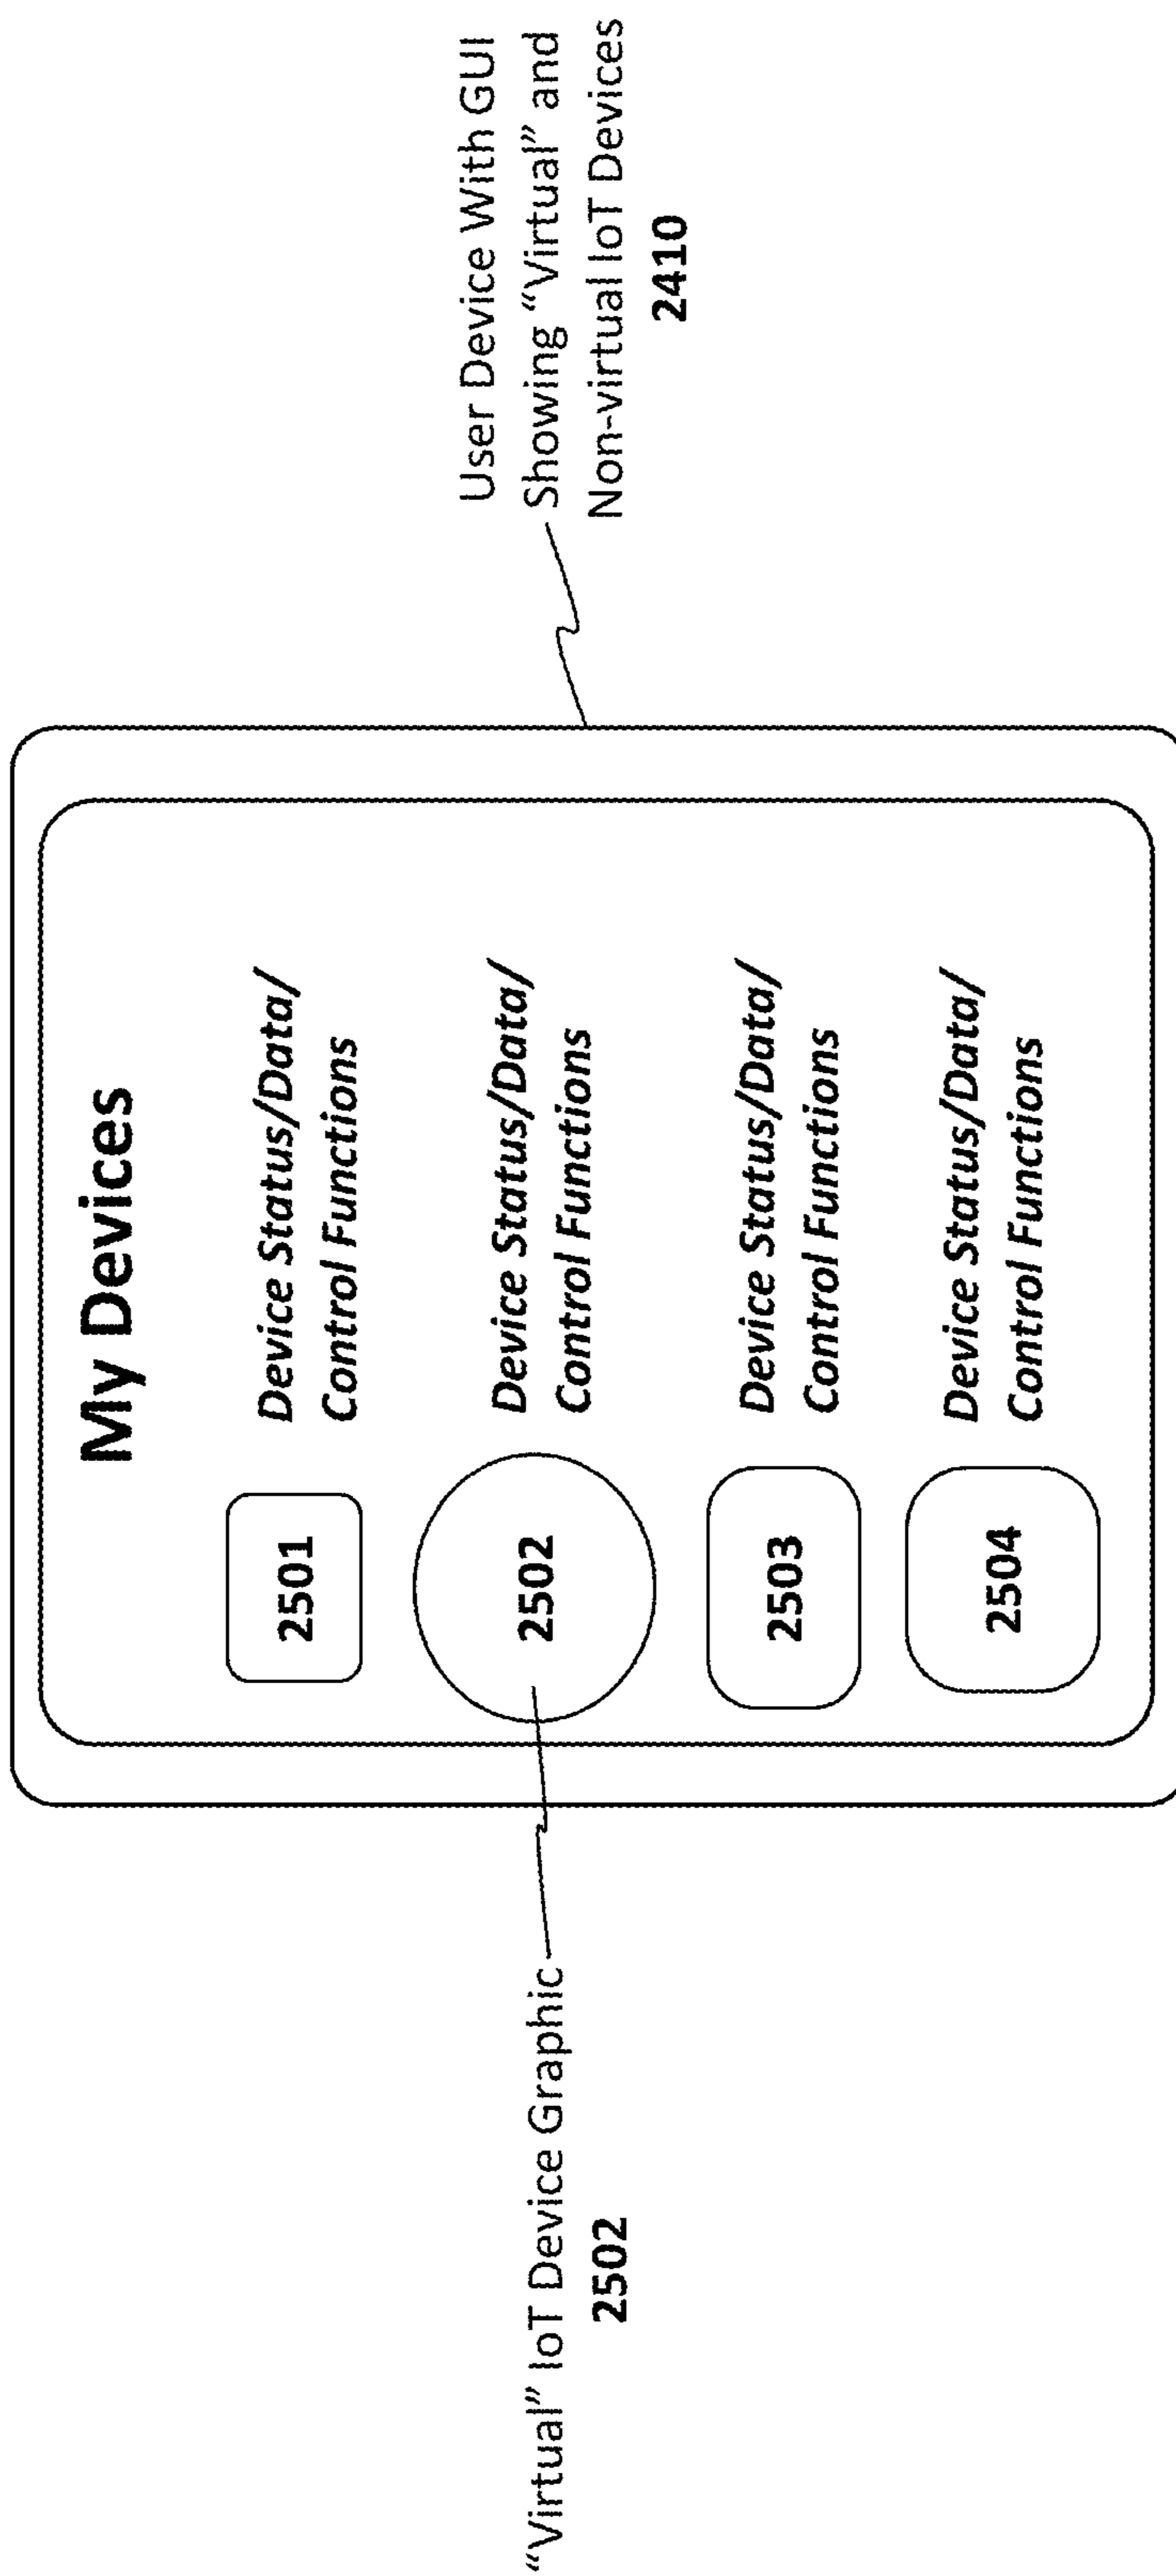 My Devices
2501
Device Status/Data/
Control Functions
2502
Device Status/Data/
Control Functions
2503
Device Status/Data/
Control Functions
2504
Device Status/Data/
Control Functions
“Virtual” IoT Device Graphic
2502
User Device With GUI
Showing “Virtual” and
Non-virtual IoT Devices
2410